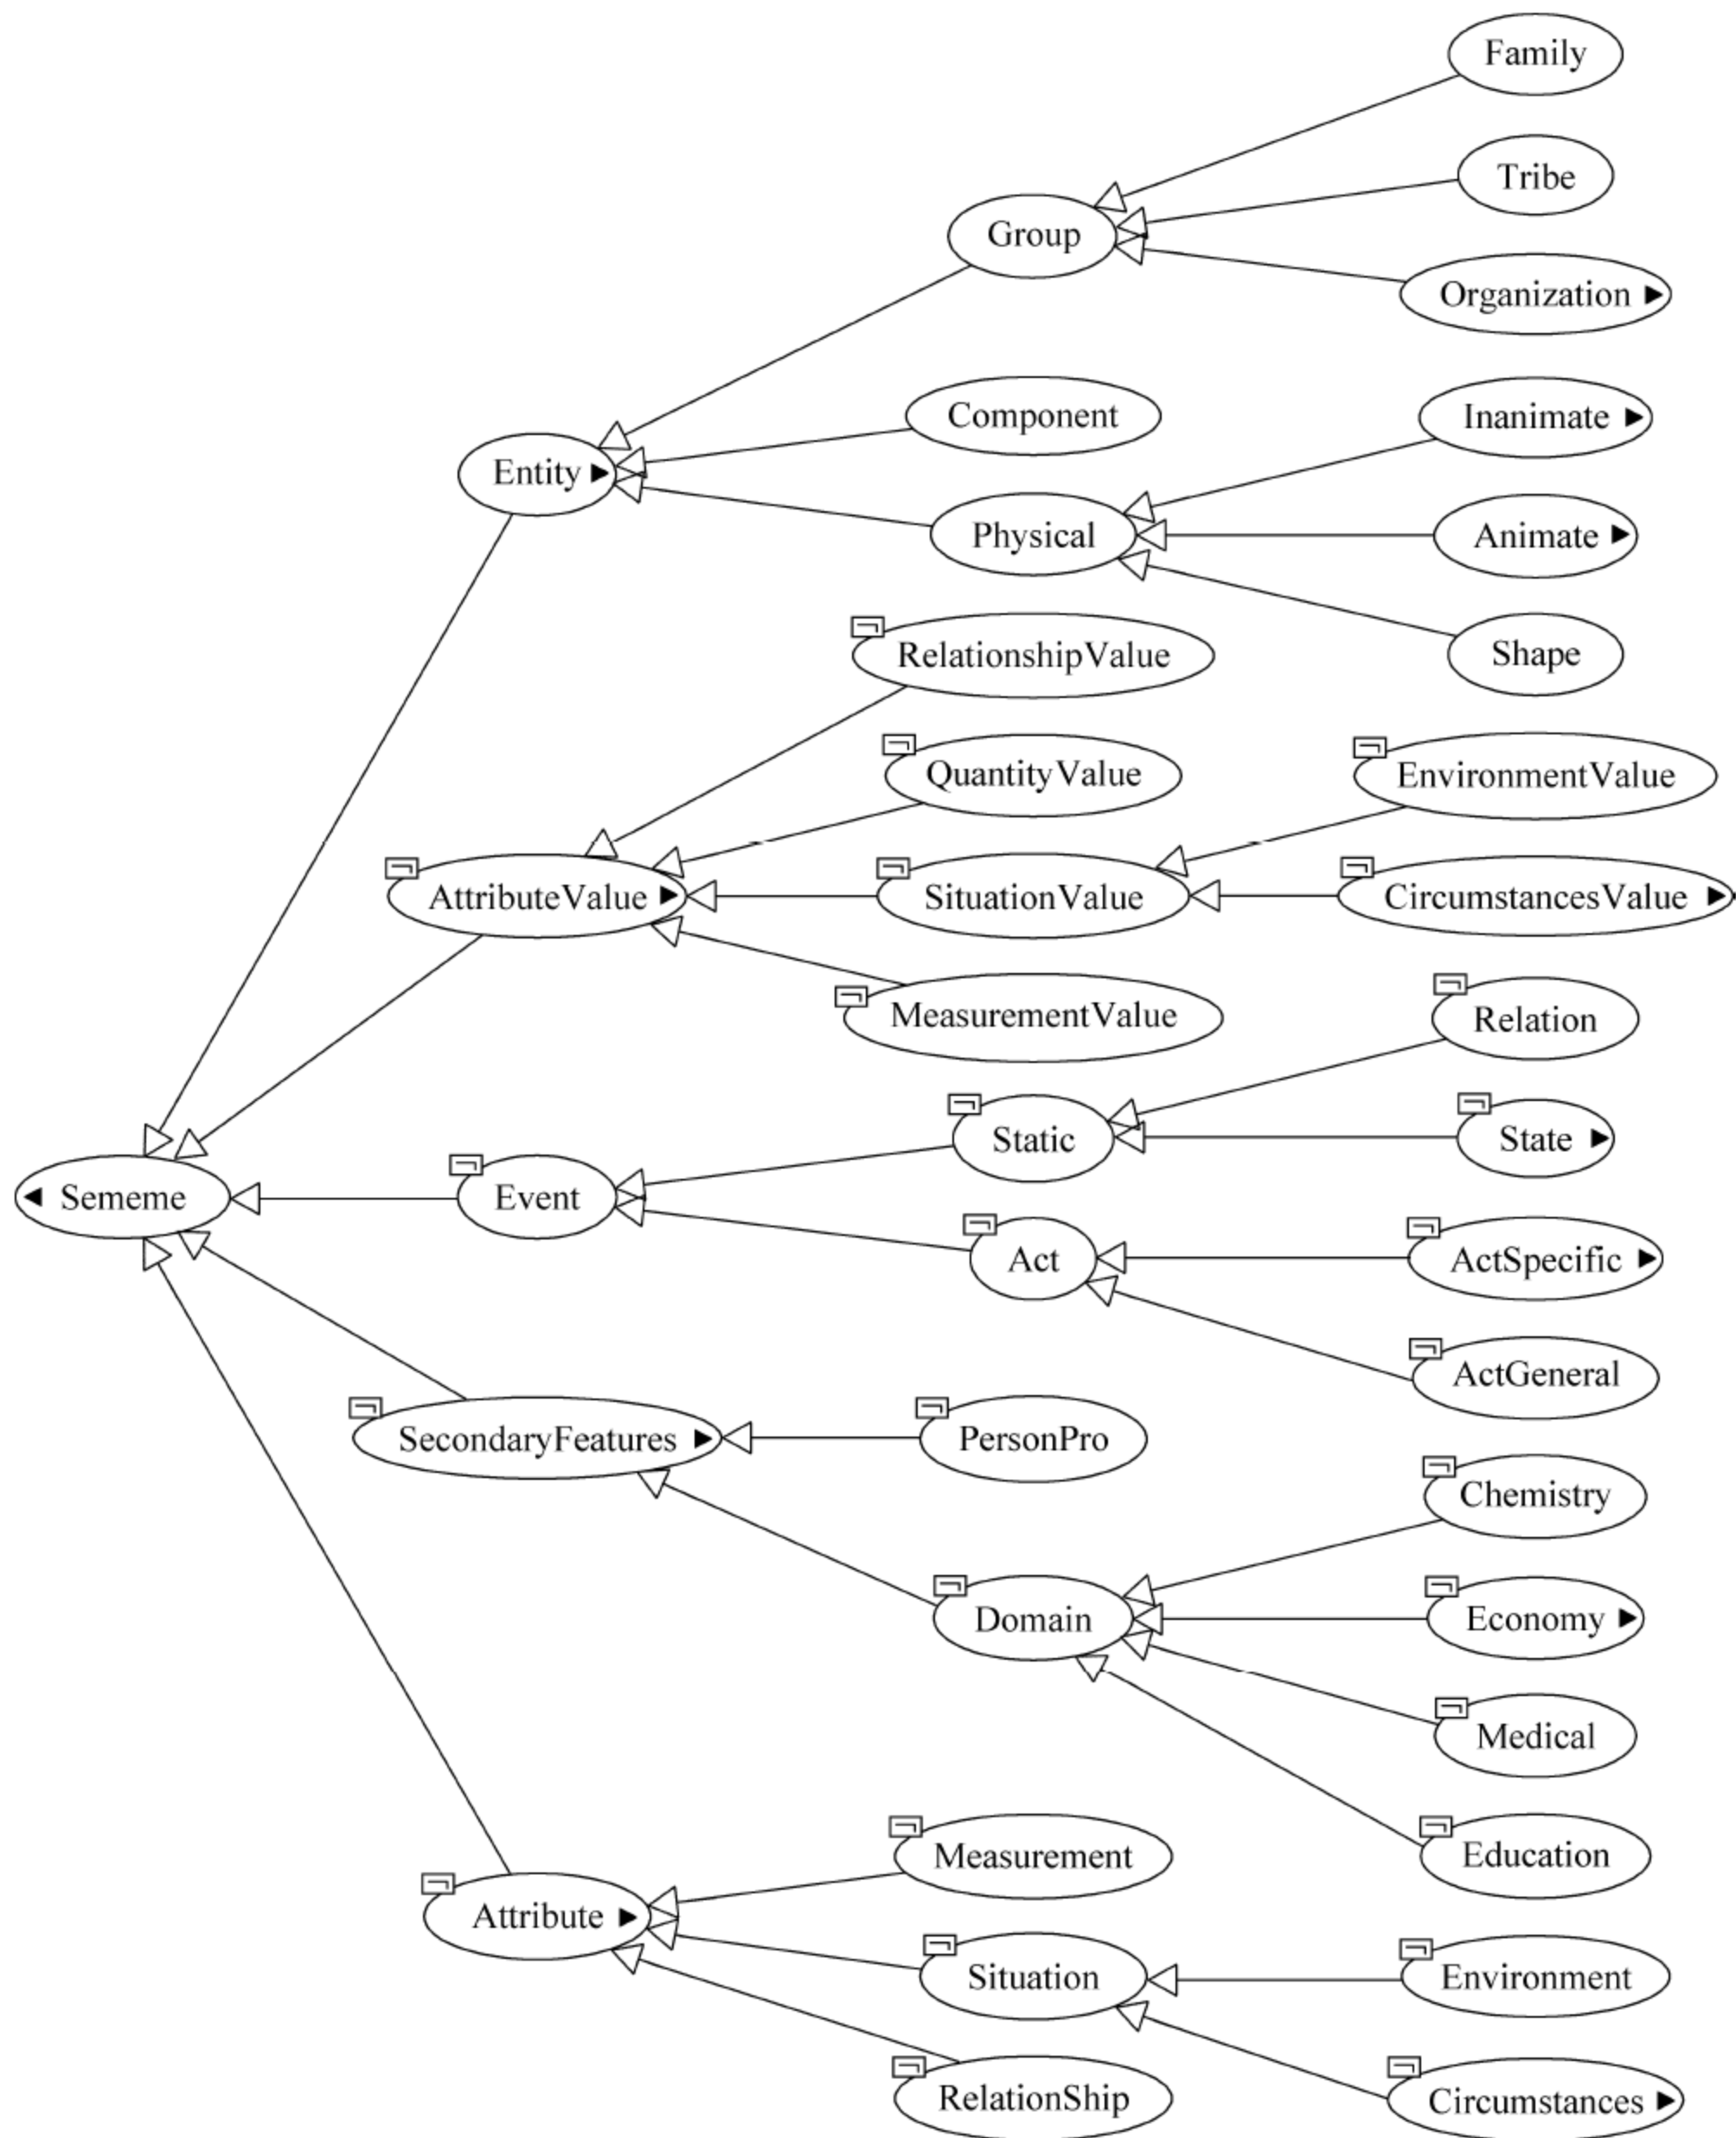 Family
Tribe
Group
Organization
Component
Inanimate
Entity
Physical
Animate
RelationshipValue
Shape
QuantityValue
EnvironmentValue
AttributeValue
SituationValue
CircumstancesValue
MeasurementValue
Relation
Static
State
Sememe
Event
Act
ActSpecific
ActGeneral
SecondaryFeatures
PersonPro
Chemistry
Domain
Economy
Medical
Measurement
Education
Attribute
Situation
Environment
RelationShip
Circumstances